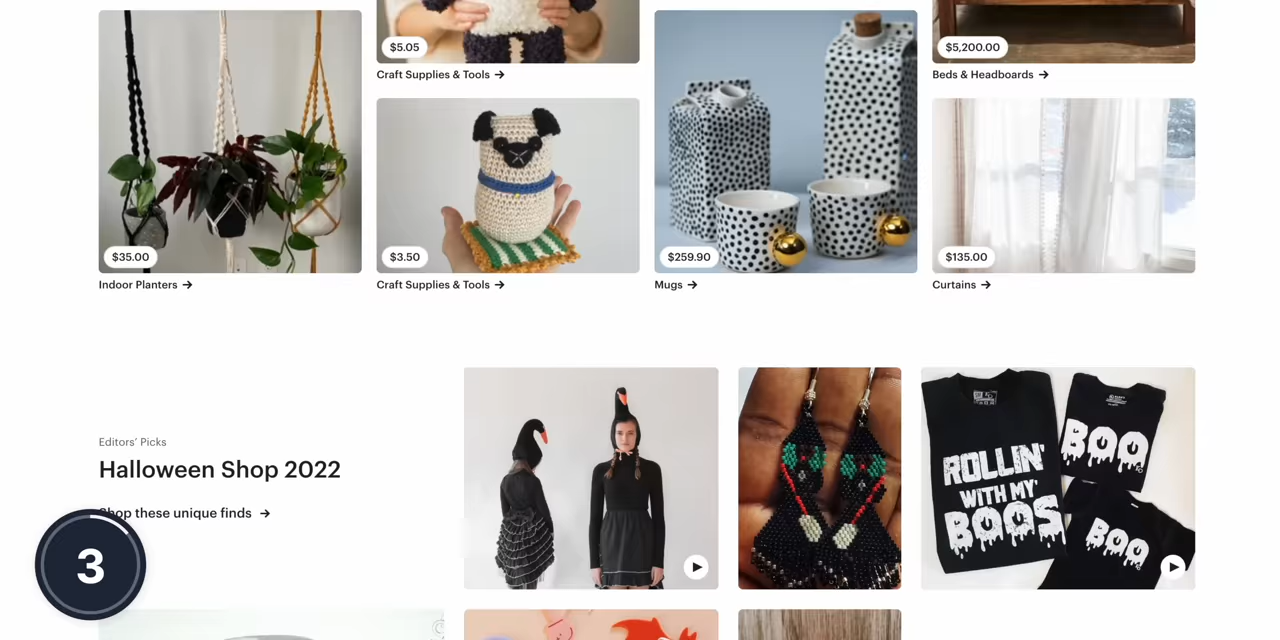 $5.05
$5,200.00
Craft Supplies & Tools →
Beds & Headboards →
$35.00
$3.50
$259.90
$135.00
Indoor Planters →
Craft Supplies & Tools →
Mugs →
Curtains →
Editors' Picks
Halloween Shop 2022
Shop these unique finds →
3
ROLLIN'
WITH MY
BOOS
BOO
BOO